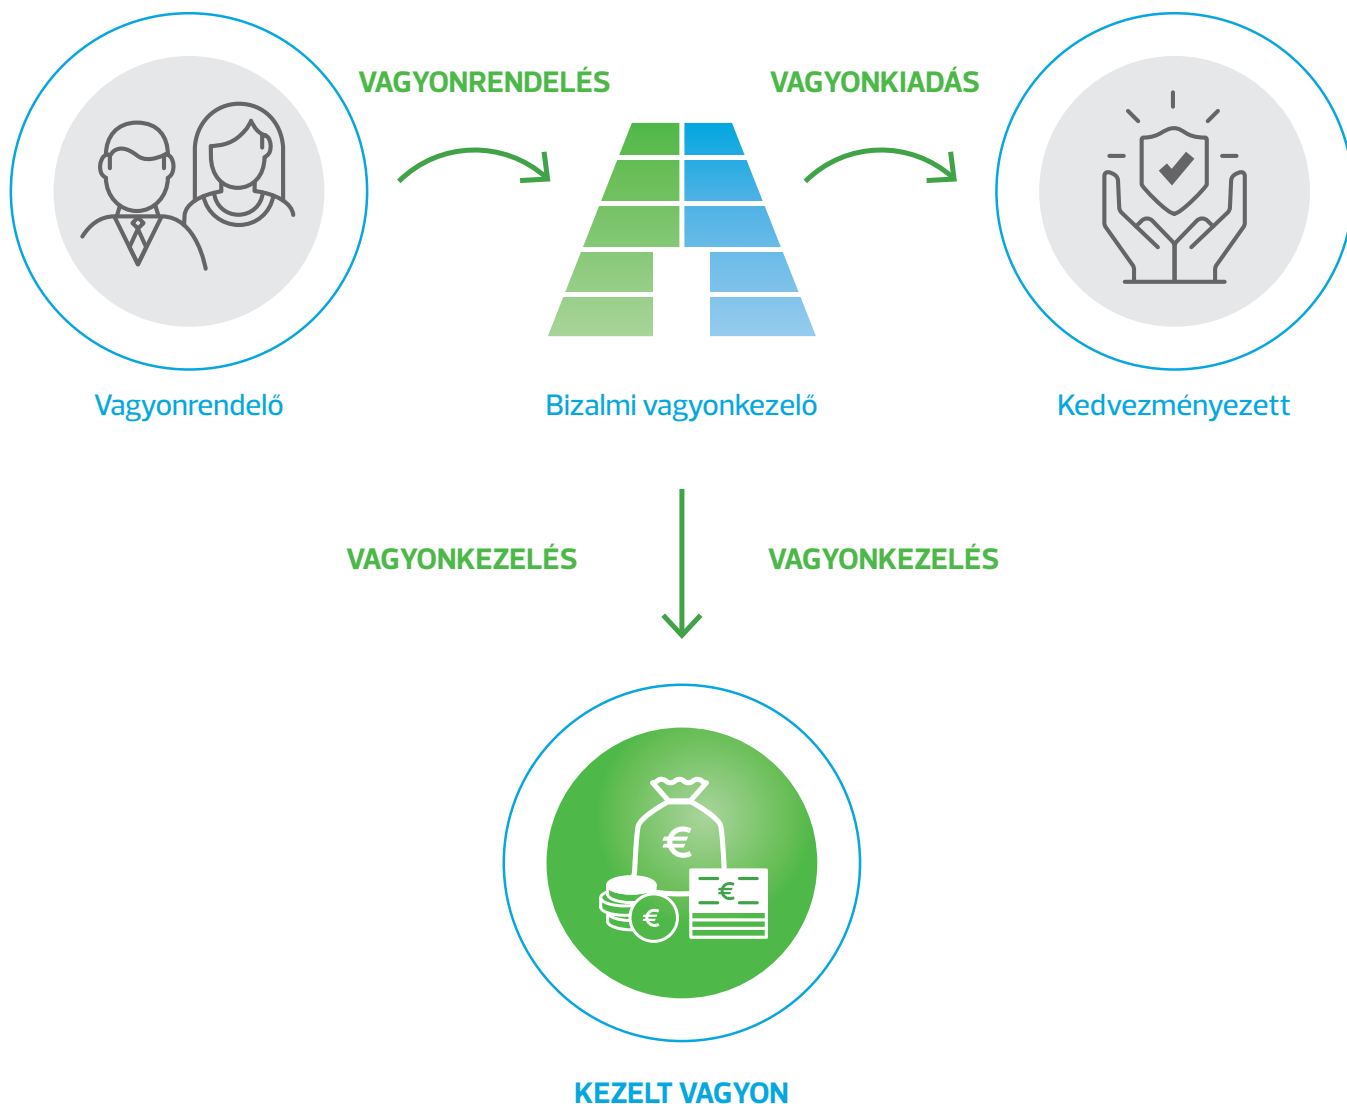 VAGYONRENDELÉS
VAGYONKIADÁS
Vagyonrendelő
Bizalmi vagyonkezelő
Kedvezményezett
VAGYONKEZELÉS
VAGYONKEZELÉS
€
€
€
KEZELT VAGYON